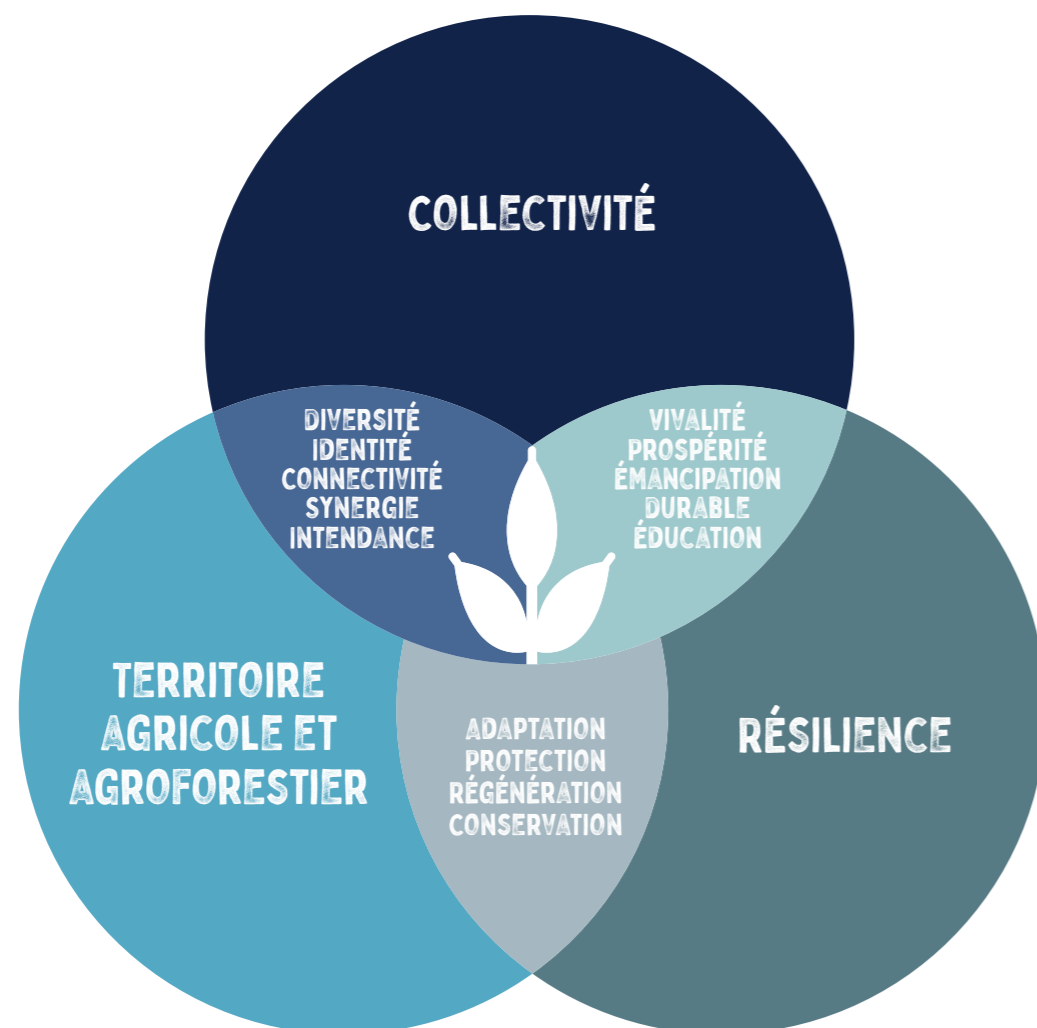 COLLECTIVITÉ
DIVERSITÉ
IDENTITÉ
CONNECTIVITÉ
SYNERGIE
INTENDANCE
VIVALITÉ
PROSPÉRITÉ
ÉMANCIPATION
DURABLE
ÉDUCATION
TERRITOIRE
AGRICOLE ET
AGROFORESTIER
ADAPTATION
PROTECTION
RÉGÉNÉRATION
CONSERVATION
RÉSILIENCE